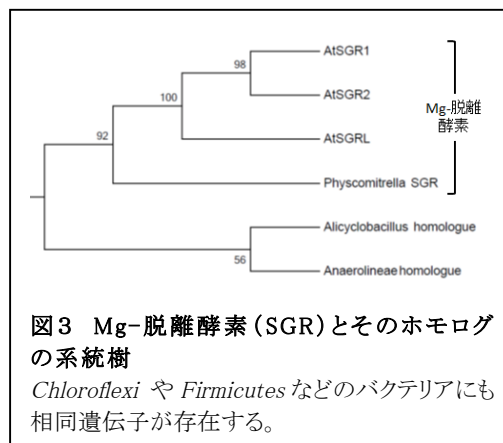 AtSGR1
98
AtSGR2
Mg-脱離
酵素
100
AtSGRL
92
Physcomitrella SGR
Alicyclobacillus homologue
56
Anaerolineae homologue
図3 Mg-脱離酵素(SGR)とそのホモログ
の系統樹
Chloroflexi や Firmicutes などのバクテリアにも
相同遺伝子が存在する。